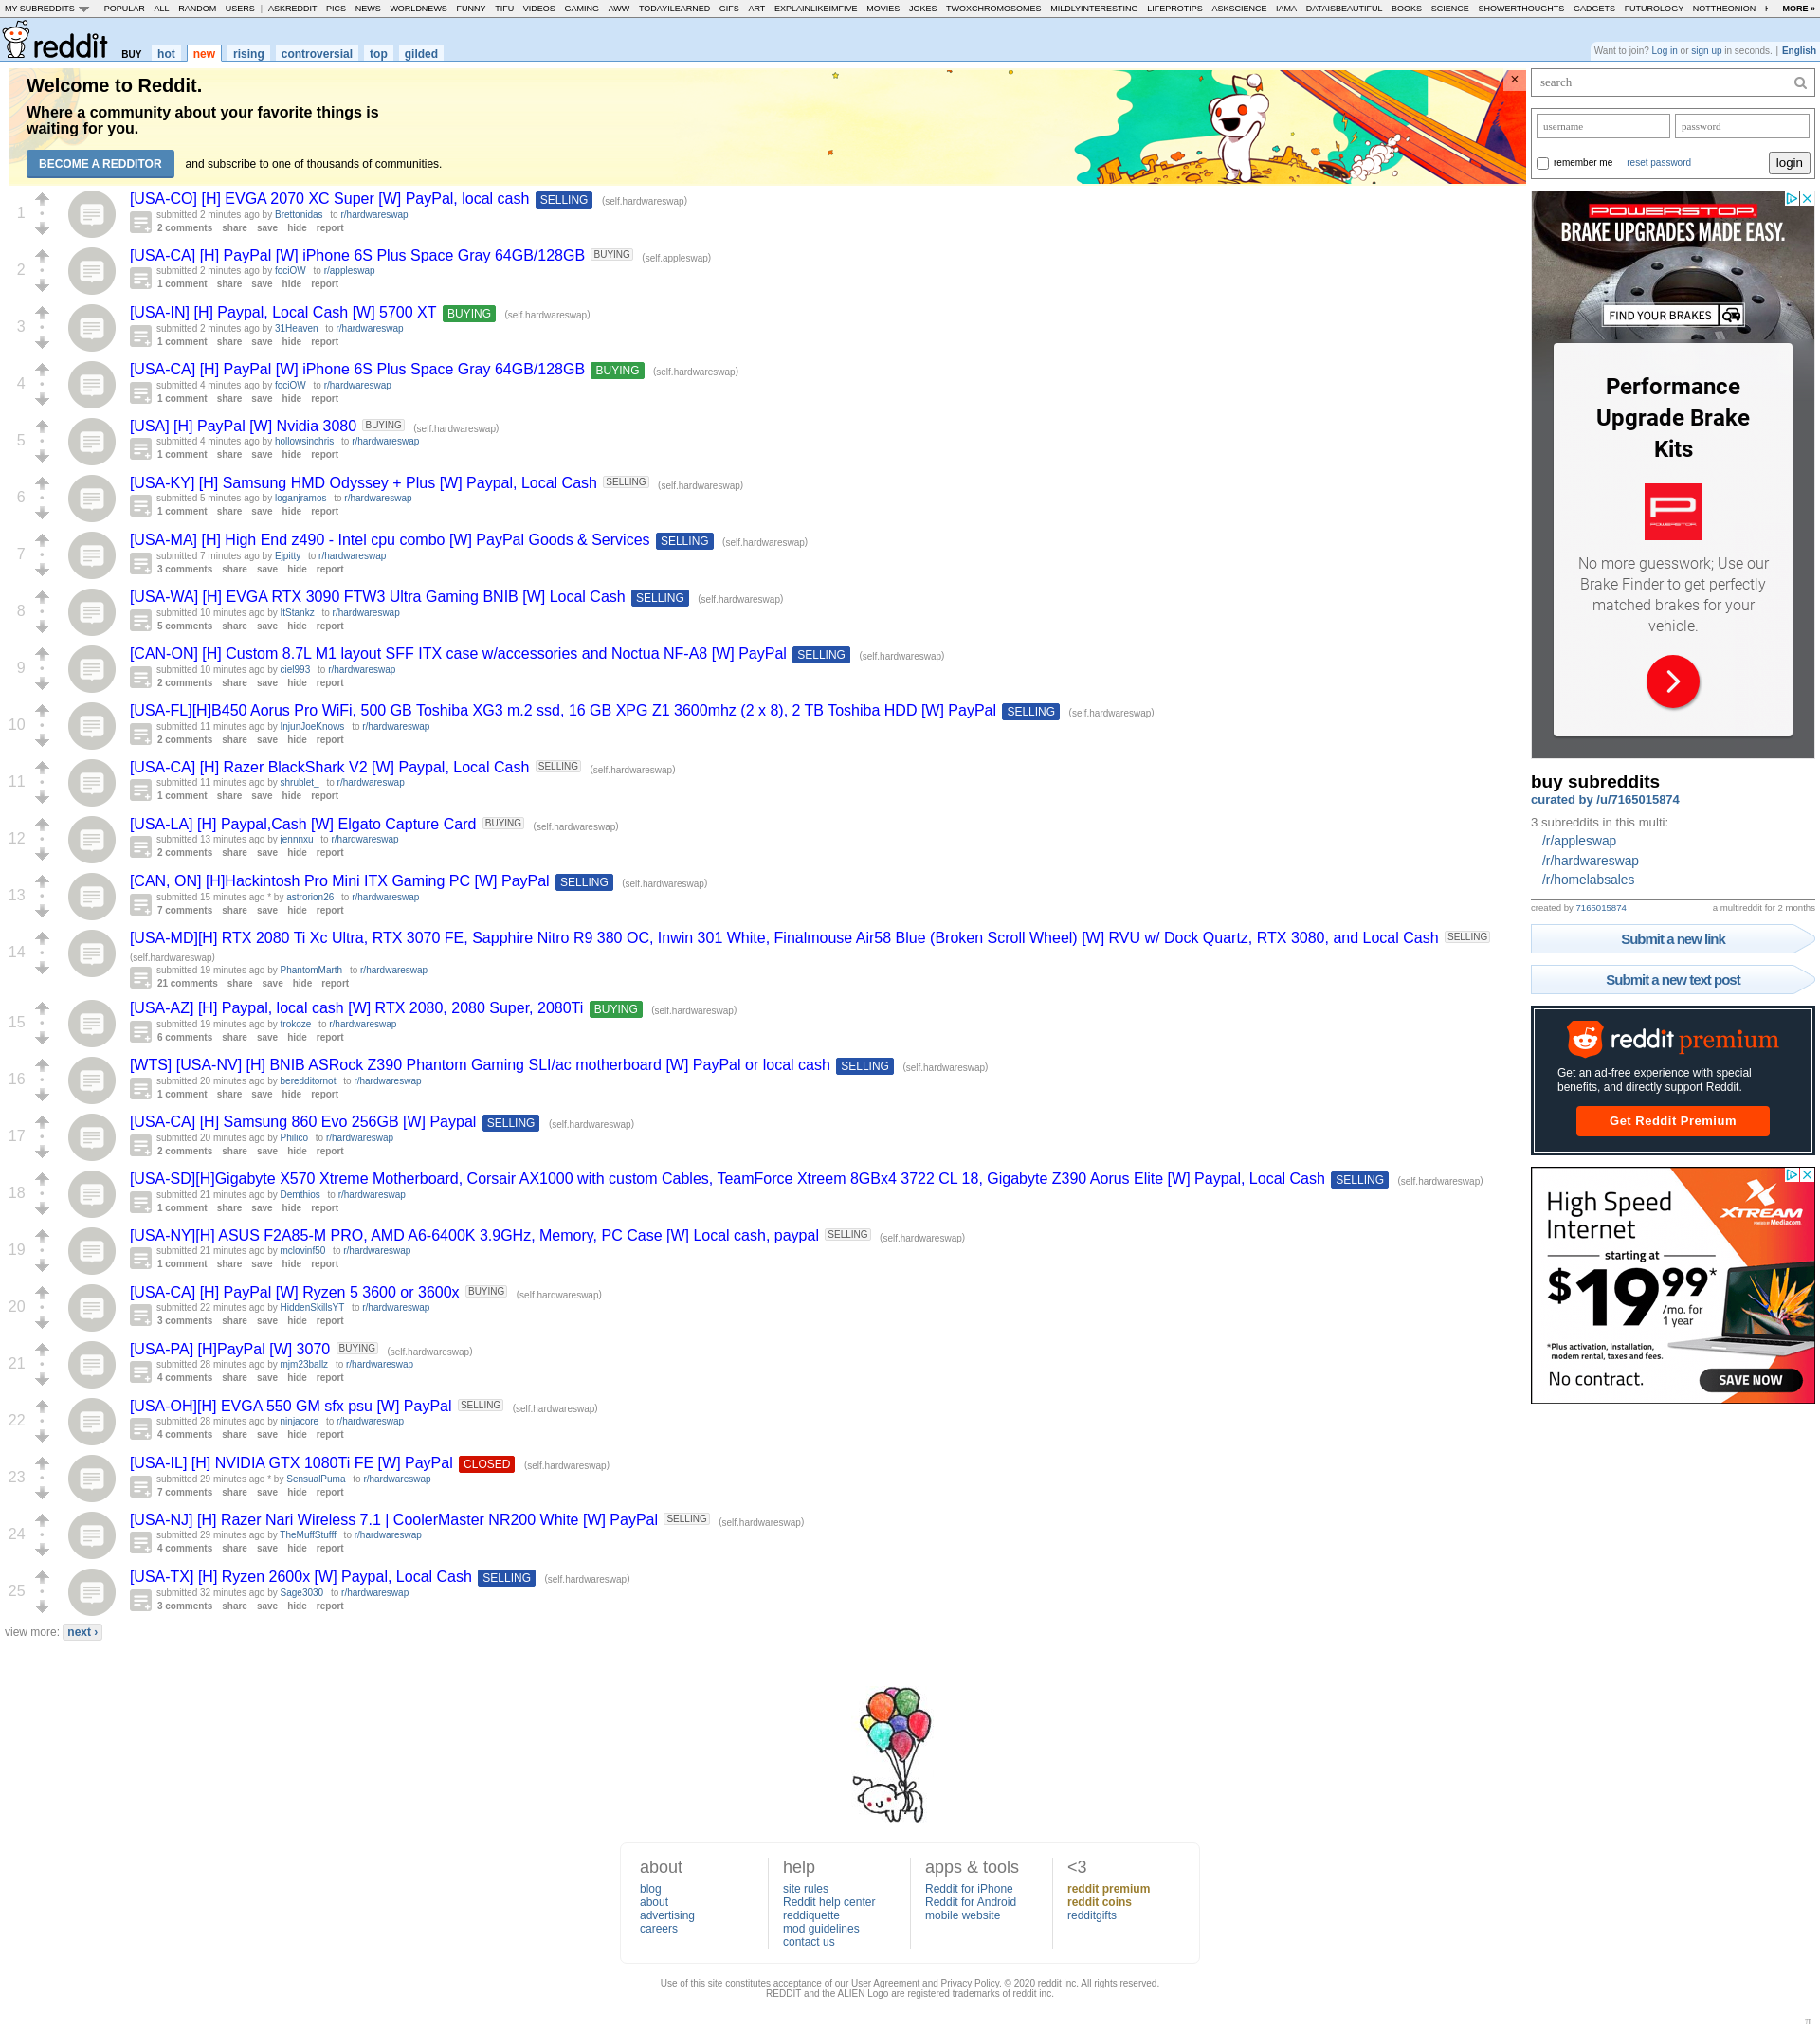 MY SUBREDDITS POPULAR - ALL - RANDOM - USERS | ASKREDDIT - PICS - NEWS - WORLDNEWS - FUNNY - TIFU - VIDEOS - GAMING - AWW - TODAYILEARNED - GIFS - ART - EXPLAINLIKEIMFIVE - MOVIES - JOKES - TWOXCHROMOSOMES - MILDLYINTERESTING - LIFEPROTIPS - ASKSCIENCE - IAMA - DATAISBEAUTIFUL - BOOKS - SCIENCE - SHOWERTHOUGHTS - GADGETS - FUTUROLOGY - NOTTHEONION - MORE »
reddit BUY hot new rising controversial top gilded
Want to join? Log in or sign up in seconds. | English
Welcome to Reddit.
Where a community about your favorite things is
waiting for you.
BECOME A REDDITOR and subscribe to one of thousands of communities.
×
1
[USA-CO] [H] EVGA 2070 XC Super [W] PayPal, local cash SELLING (self.hardwareswap)
submitted 2 minutes ago by Brettonidas to r/hardwareswap
2 comments share save hide report
2
[USA-CA] [H] PayPal [W] iPhone 6S Plus Space Gray 64GB/128GB BUYING (self.appleswap)
submitted 2 minutes ago by fociOW to r/appleswap
1 comment share save hide report
3
[USA-IN] [H] Paypal, Local Cash [W] 5700 XT BUYING (self.hardwareswap)
submitted 2 minutes ago by 31Heaven to r/hardwareswap
1 comment share save hide report
4
[USA-CA] [H] PayPal [W] iPhone 6S Plus Space Gray 64GB/128GB BUYING (self.hardwareswap)
submitted 4 minutes ago by fociOW to r/hardwareswap
1 comment share save hide report
5
[USA] [H] PayPal [W] Nvidia 3080 BUYING (self.hardwareswap)
submitted 4 minutes ago by hollowsinchris to r/hardwareswap
1 comment share save hide report
6
[USA-KY] [H] Samsung HMD Odyssey + Plus [W] Paypal, Local Cash SELLING (self.hardwareswap)
submitted 5 minutes ago by loganjramos to r/hardwareswap
1 comment share save hide report
7
[USA-MA] [H] High End z490 - Intel cpu combo [W] PayPal Goods & Services SELLING (self.hardwareswap)
submitted 7 minutes ago by Ejpitty to r/hardwareswap
3 comments share save hide report
8
[USA-WA] [H] EVGA RTX 3090 FTW3 Ultra Gaming BNIB [W] Local Cash SELLING (self.hardwareswap)
submitted 10 minutes ago by ItStankz to r/hardwareswap
5 comments share save hide report
9
[CAN-ON] [H] Custom 8.7L M1 layout SFF ITX case w/accessories and Noctua NF-A8 [W] PayPal SELLING (self.hardwareswap)
submitted 10 minutes ago by ciel993 to r/hardwareswap
2 comments share save hide report
10
[USA-FL][H]B450 Aorus Pro WiFi, 500 GB Toshiba XG3 m.2 ssd, 16 GB XPG Z1 3600mhz (2 x 8), 2 TB Toshiba HDD [W] PayPal SELLING (self.hardwareswap)
submitted 11 minutes ago by InjunJoeKnows to r/hardwareswap
2 comments share save hide report
11
[USA-CA] [H] Razer BlackShark V2 [W] Paypal, Local Cash SELLING (self.hardwareswap)
submitted 11 minutes ago by shrublet_ to r/hardwareswap
1 comment share save hide report
12
[USA-LA] [H] Paypal,Cash [W] Elgato Capture Card BUYING (self.hardwareswap)
submitted 13 minutes ago by jennnxu to r/hardwareswap
2 comments share save hide report
13
[CAN, ON] [H]Hackintosh Pro Mini ITX Gaming PC [W] PayPal SELLING (self.hardwareswap)
submitted 15 minutes ago * by astrorion26 to r/hardwareswap
7 comments share save hide report
14
[USA-MD][H] RTX 2080 Ti Xc Ultra, RTX 3070 FE, Sapphire Nitro R9 380 OC, Inwin 301 White, Finalmouse Air58 Blue (Broken Scroll Wheel) [W] RVU w/ Dock Quartz, RTX 3080, and Local Cash SELLING
(self.hardwareswap)
submitted 19 minutes ago by PhantomMarth to r/hardwareswap
21 comments share save hide report
15
[USA-AZ] [H] Paypal, local cash [W] RTX 2080, 2080 Super, 2080Ti BUYING (self.hardwareswap)
submitted 19 minutes ago by trokoze to r/hardwareswap
6 comments share save hide report
16
[WTS] [USA-NV] [H] BNIB ASRock Z390 Phantom Gaming SLI/ac motherboard [W] PayPal or local cash SELLING (self.hardwareswap)
submitted 20 minutes ago by beredditornot to r/hardwareswap
1 comment share save hide report
17
[USA-CA] [H] Samsung 860 Evo 256GB [W] Paypal SELLING (self.hardwareswap)
submitted 20 minutes ago by Philico to r/hardwareswap
2 comments share save hide report
18
[USA-SD][H]Gigabyte X570 Xtreme Motherboard, Corsair AX1000 with custom Cables, TeamForce Xtreem 8GBx4 3722 CL 18, Gigabyte Z390 Aorus Elite [W] Paypal, Local Cash SELLING (self.hardwareswap)
submitted 21 minutes ago by Demthios to r/hardwareswap
1 comment share save hide report
19
[USA-NY][H] ASUS F2A85-M PRO, AMD A6-6400K 3.9GHz, Memory, PC Case [W] Local cash, paypal SELLING (self.hardwareswap)
submitted 21 minutes ago by mclovinf50 to r/hardwareswap
1 comment share save hide report
20
[USA-CA] [H] PayPal [W] Ryzen 5 3600 or 3600x BUYING (self.hardwareswap)
submitted 22 minutes ago by HiddenSkillsYT to r/hardwareswap
3 comments share save hide report
21
[USA-PA] [H]PayPal [W] 3070 BUYING (self.hardwareswap)
submitted 28 minutes ago by mjm23ballz to r/hardwareswap
4 comments share save hide report
22
[USA-OH][H] EVGA 550 GM sfx psu [W] PayPal SELLING (self.hardwareswap)
submitted 28 minutes ago by ninjacore to r/hardwareswap
4 comments share save hide report
23
[USA-IL] [H] NVIDIA GTX 1080Ti FE [W] PayPal CLOSED (self.hardwareswap)
submitted 29 minutes ago * by SensualPuma to r/hardwareswap
7 comments share save hide report
24
[USA-NJ] [H] Razer Nari Wireless 7.1 | CoolerMaster NR200 White [W] PayPal SELLING (self.hardwareswap)
submitted 29 minutes ago by TheMuffStufff to r/hardwareswap
4 comments share save hide report
25
[USA-TX] [H] Ryzen 2600x [W] Paypal, Local Cash SELLING (self.hardwareswap)
submitted 32 minutes ago by Sage3030 to r/hardwareswap
3 comments share save hide report
view more: next ›
search
username password
remember me reset password login
POWERSTOP.
BRAKE UPGRADES MADE EASY.
FIND YOUR BRAKES
Performance
Upgrade Brake
Kits
POWERSTOP
No more guesswork; Use our
Brake Finder to get perfectly
matched brakes for your
vehicle.
buy subreddits
curated by /u/7165015874
3 subreddits in this multi:
/r/appleswap
/r/hardwareswap
/r/homelabsales
created by 7165015874 a multireddit for 2 months
Submit a new link
Submit a new text post
reddit premium
Get an ad-free experience with special
benefits, and directly support Reddit.
Get Reddit Premium
High Speed
Internet
XTREAM
POWERED BY Mediacom
starting at
$19.99*
/mo. for
1 year
*Plus activation, installation,
modem rental, taxes and fees.
No contract. SAVE NOW
about
blog
about
advertising
careers
help
site rules
Reddit help center
reddiquette
mod guidelines
contact us
apps & tools
Reddit for iPhone
Reddit for Android
mobile website
<3
reddit premium
reddit coins
redditgifts
Use of this site constitutes acceptance of our User Agreement and Privacy Policy. © 2020 reddit inc. All rights reserved.
REDDIT and the ALIEN Logo are registered trademarks of reddit inc.
π